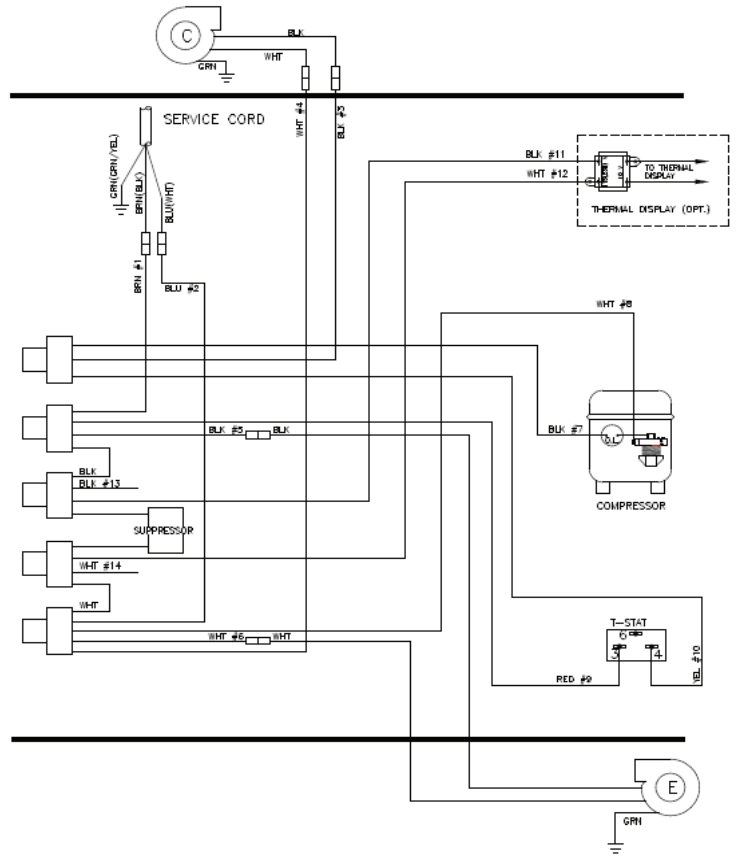 BLK
C
WHT
GRN
SERVICE CORD
WHT #4
BLK #3
GRN(GRN/YEL)
BRN(BLK)
BLU(WHT)
BLK #11
WHT #12
TO THERMAL
DISPLAY
THERMAL DISPLAY (OPT.)
BRN #1
BLU #2
WHT #8
BLK #5
BLK
BLK #7
O.L.
COMPRESSOR
BLK
BLK #13
SUPPRESSOR
WHT #14
WHT
WHT #6
WHT
T-STAT
6
3
4
RED #9
YEL #10
E
GRN